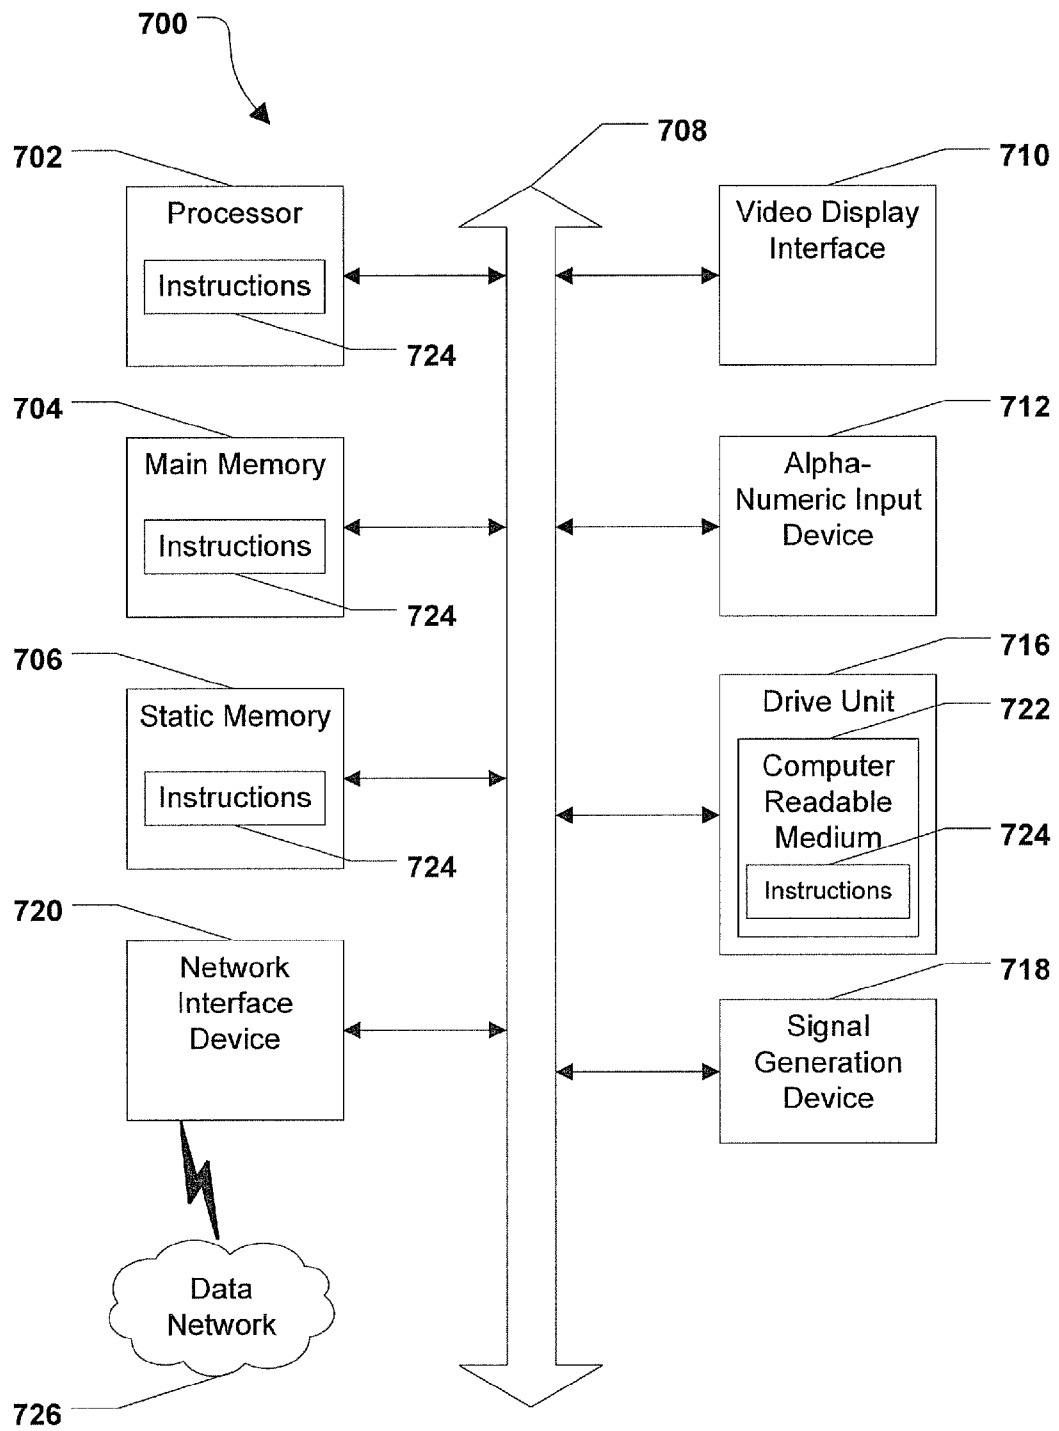 700
708
702
710
Processor
Video Display
Interface
Instructions
724
704
712
Main Memory
Alpha-
Numeric Input
Device
Instructions
724
706
716
Static Memory
Drive Unit
722
Computer
Readable
Medium
Instructions
724
724
Instructions
720
718
Network
Interface
Device
Signal
Generation
Device
Data
Network
726